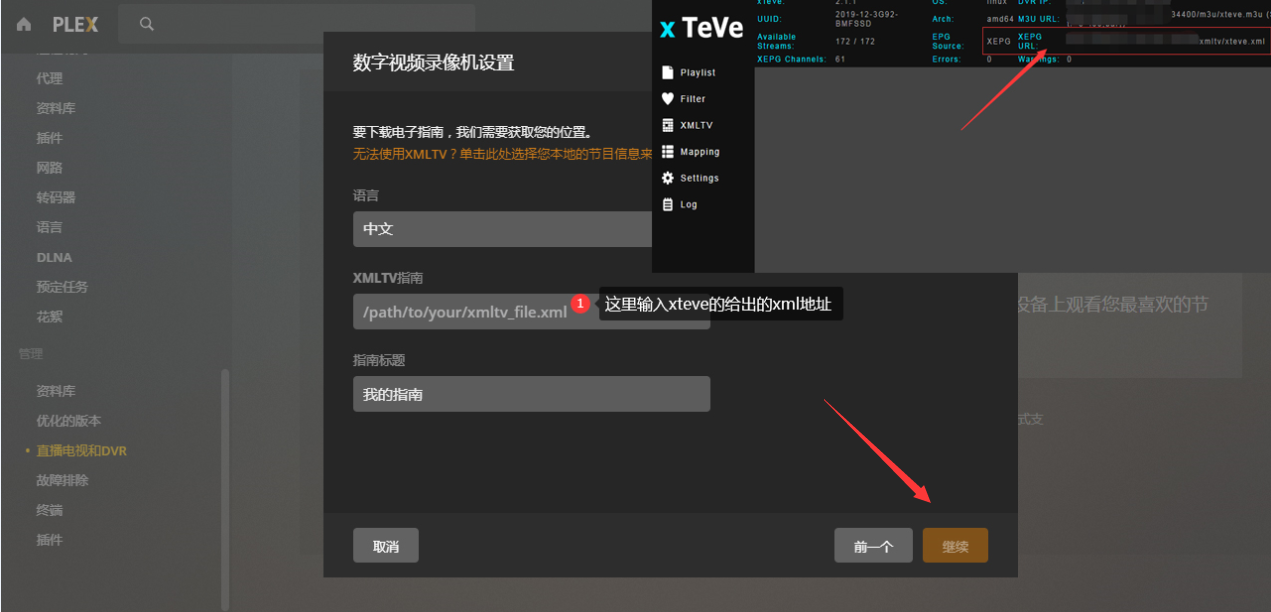 PLEX
代理
资料库
插件
网路
转码器
语言
DLNA
预定任务
花絮
管理
资料库
优化的版本
直播电视和DVR
故障排除
终端
插件
数字视频录像机设置
要下载电子指南，我们需要获取您的位置。
无法使用XMLTV？单击此处选择您本地的节目信息来
语言
中文
XMLTV指南
/path/to/your/xmltv_file.xml
1
这里输入xteve的给出的xml地址
指南标题
我的指南
取消
前一个
继续
设备上观看您最喜欢的节
式支
x TeVe
Playlist
Filter
XMLTV
Mapping
Settings
Log
xTeVe: 2.1.1 OS: linux DVR IP:
UUID: 2019-12-3G92-BMFSSD Arch: amd64 M3U URL: 34400/m3u/xteve.m3u
Available Streams: 172 / 172 EPG Source: XEPG XEPG URL: xmltv/xteve.xml
XEPG Channels: 61 Errors: 0 Warnings: 0